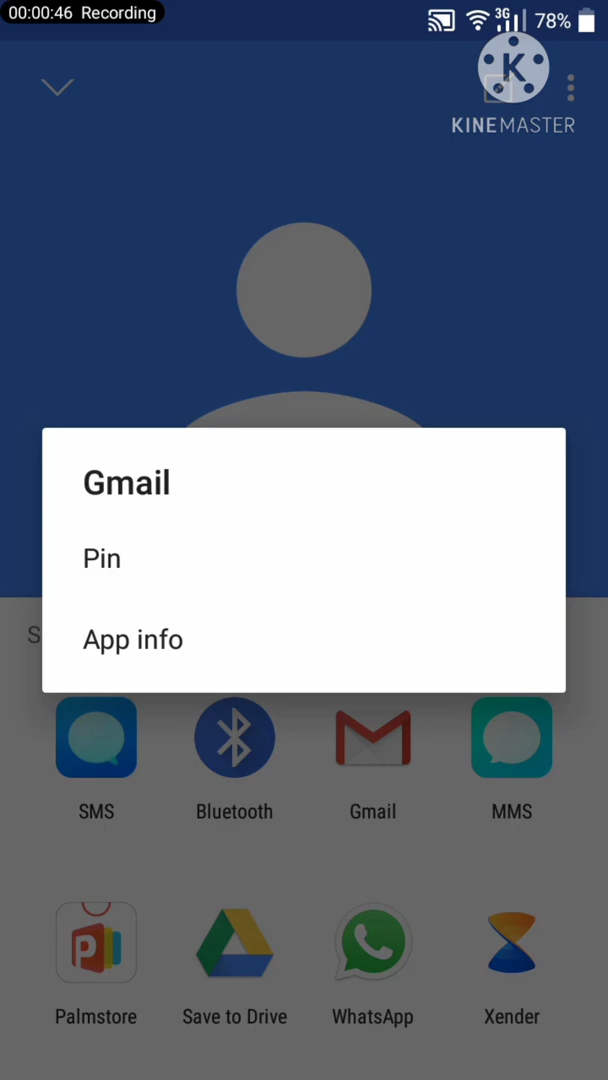 00:00:46 Recording
3G 78%
K
KINEMASTER
Gmail
Pin
App info
S
SMS
Bluetooth
Gmail
MMS
P
Palmstore
Save to Drive
WhatsApp
Xender